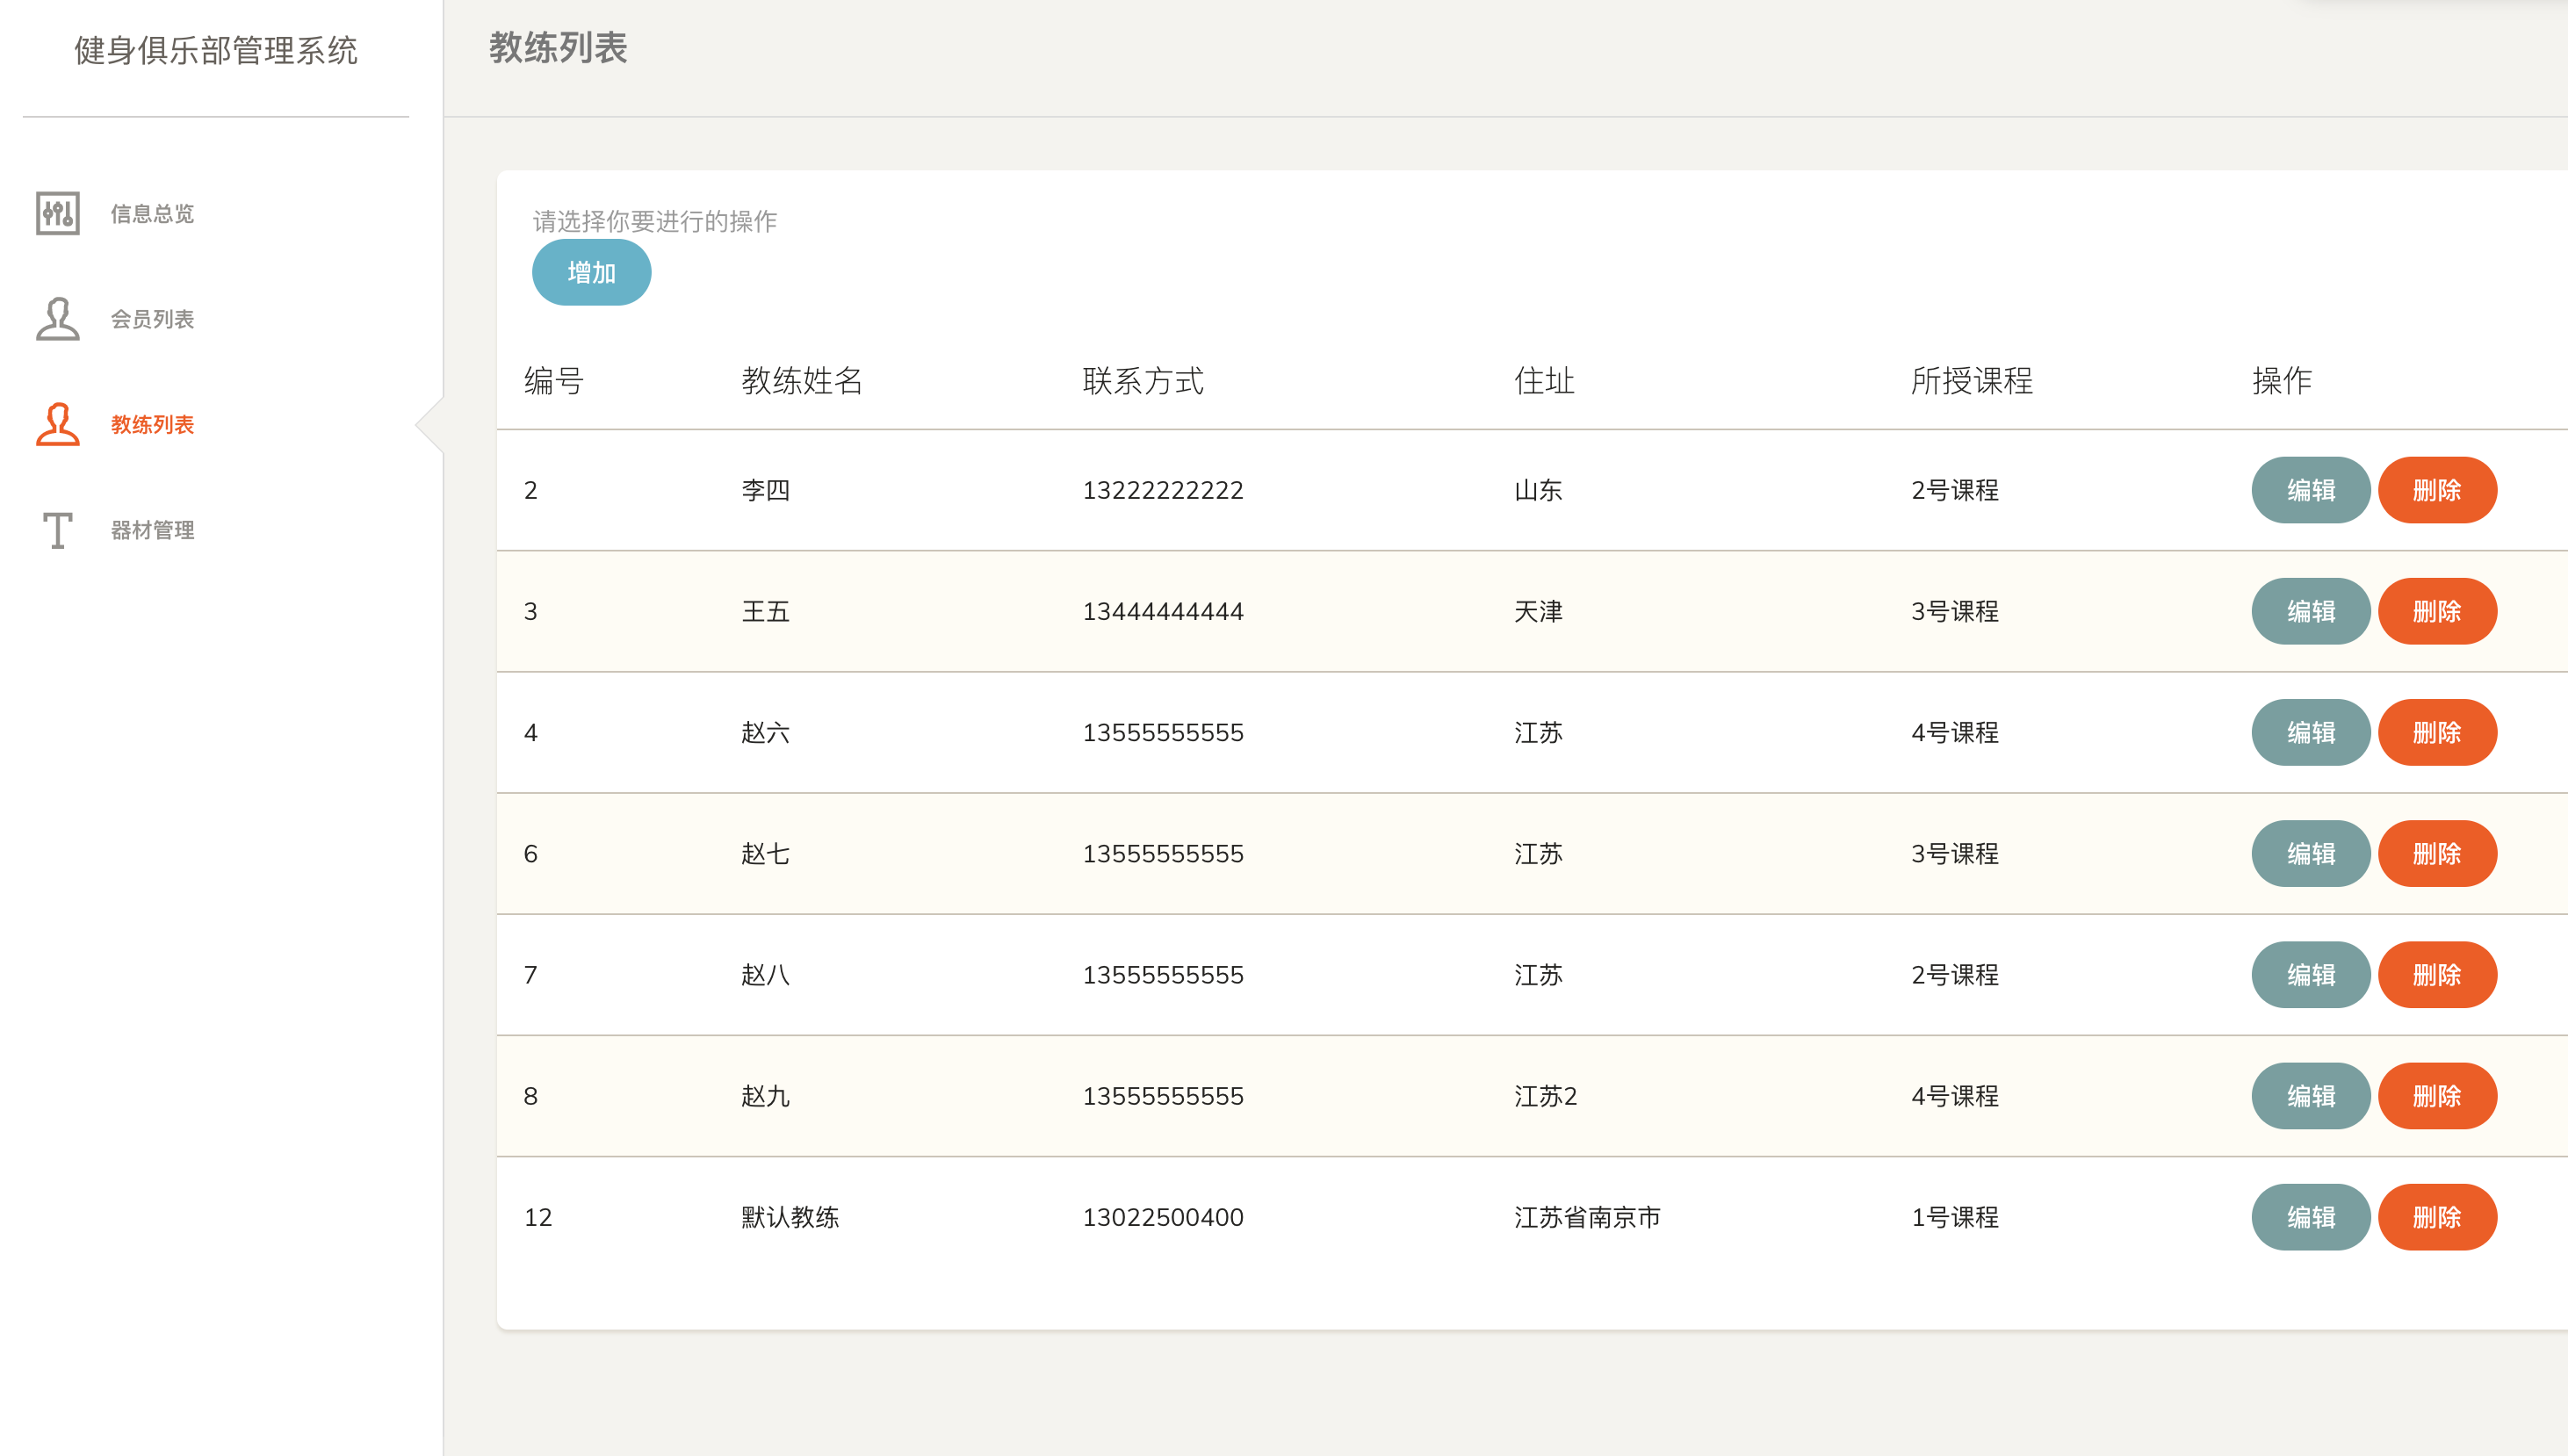 健身俱乐部管理系统
信息总览
会员列表
教练列表
器材管理
教练列表
请选择你要进行的操作
增加
编号 教练姓名 联系方式 住址 所授课程 操作
2 李四 13222222222 山东 2号课程 编辑 删除
3 王五 13444444444 天津 3号课程 编辑 删除
4 赵六 13555555555 江苏 4号课程 编辑 删除
6 赵七 13555555555 江苏 3号课程 编辑 删除
7 赵八 13555555555 江苏 2号课程 编辑 删除
8 赵九 13555555555 江苏2 4号课程 编辑 删除
12 默认教练 13022500400 江苏省南京市 1号课程 编辑 删除